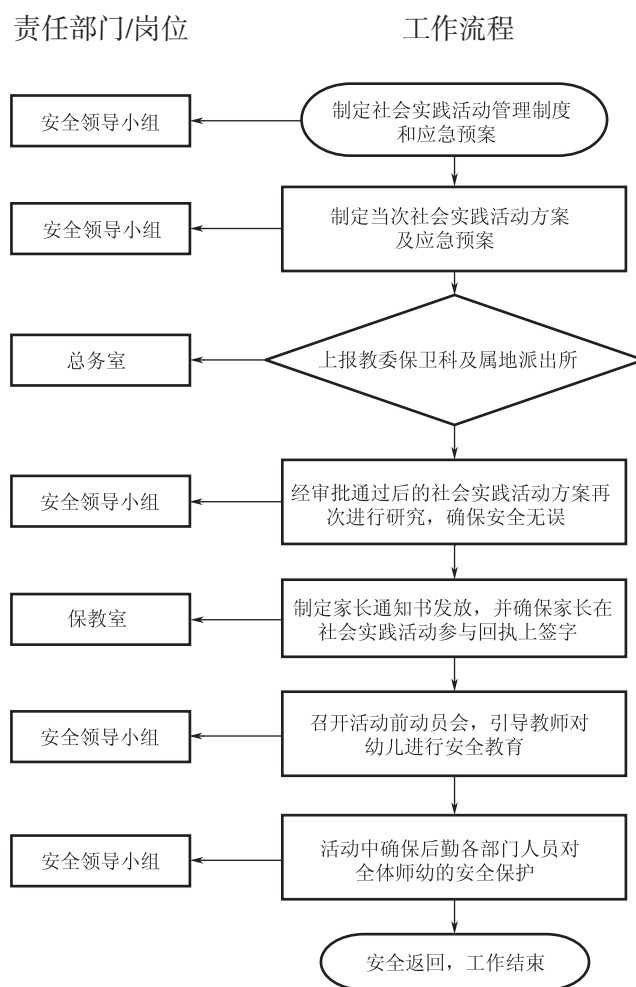 责任部门/岗位
工作流程
安全领导小组
制定社会实践活动管理制度
和应急预案
安全领导小组
制定当次社会实践活动方案
及应急预案
总务室
上报教委保卫科及属地派出所
安全领导小组
经审批通过后的社会实践活动方案再
次进行研究，确保安全无误
保教室
制定家长通知书发放，并确保家长在
社会实践活动参与回执上签字
安全领导小组
召开活动前动员会，引导教师对
幼儿进行安全教育
安全领导小组
活动中确保后勤各部门人员对
全体师幼的安全保护
安全返回，工作结束